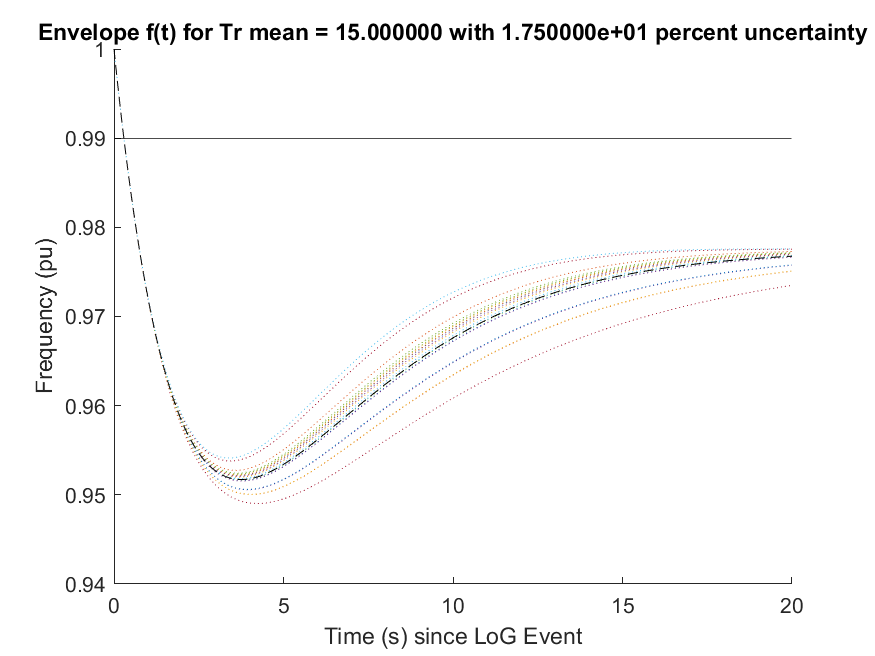 Envelope f(t) for Tr mean = 15.000000 with 1.750000e+01 percent uncertainty
1
0.99
0.98
0.97
0.96
0.95
0.94
Frequency (pu)
0 5 10 15 20
Time (s) since LoG Event